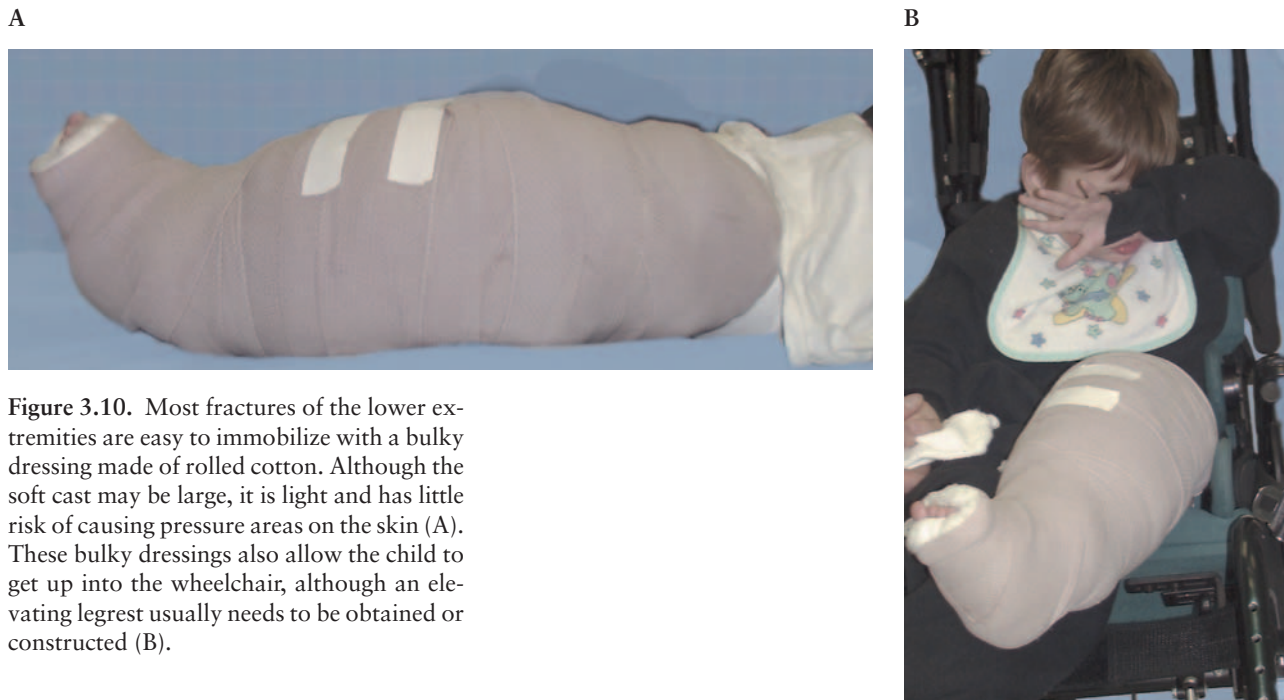 A
B
Figure 3.10. Most fractures of the lower ex-
tremities are easy to immobilize with a bulky
dressing made of rolled cotton. Although the
soft cast may be large, it is light and has little
risk of causing pressure areas on the skin (A).
These bulky dressings also allow the child to
get up into the wheelchair, although an ele-
vating legrest usually needs to be obtained or
constructed (B).